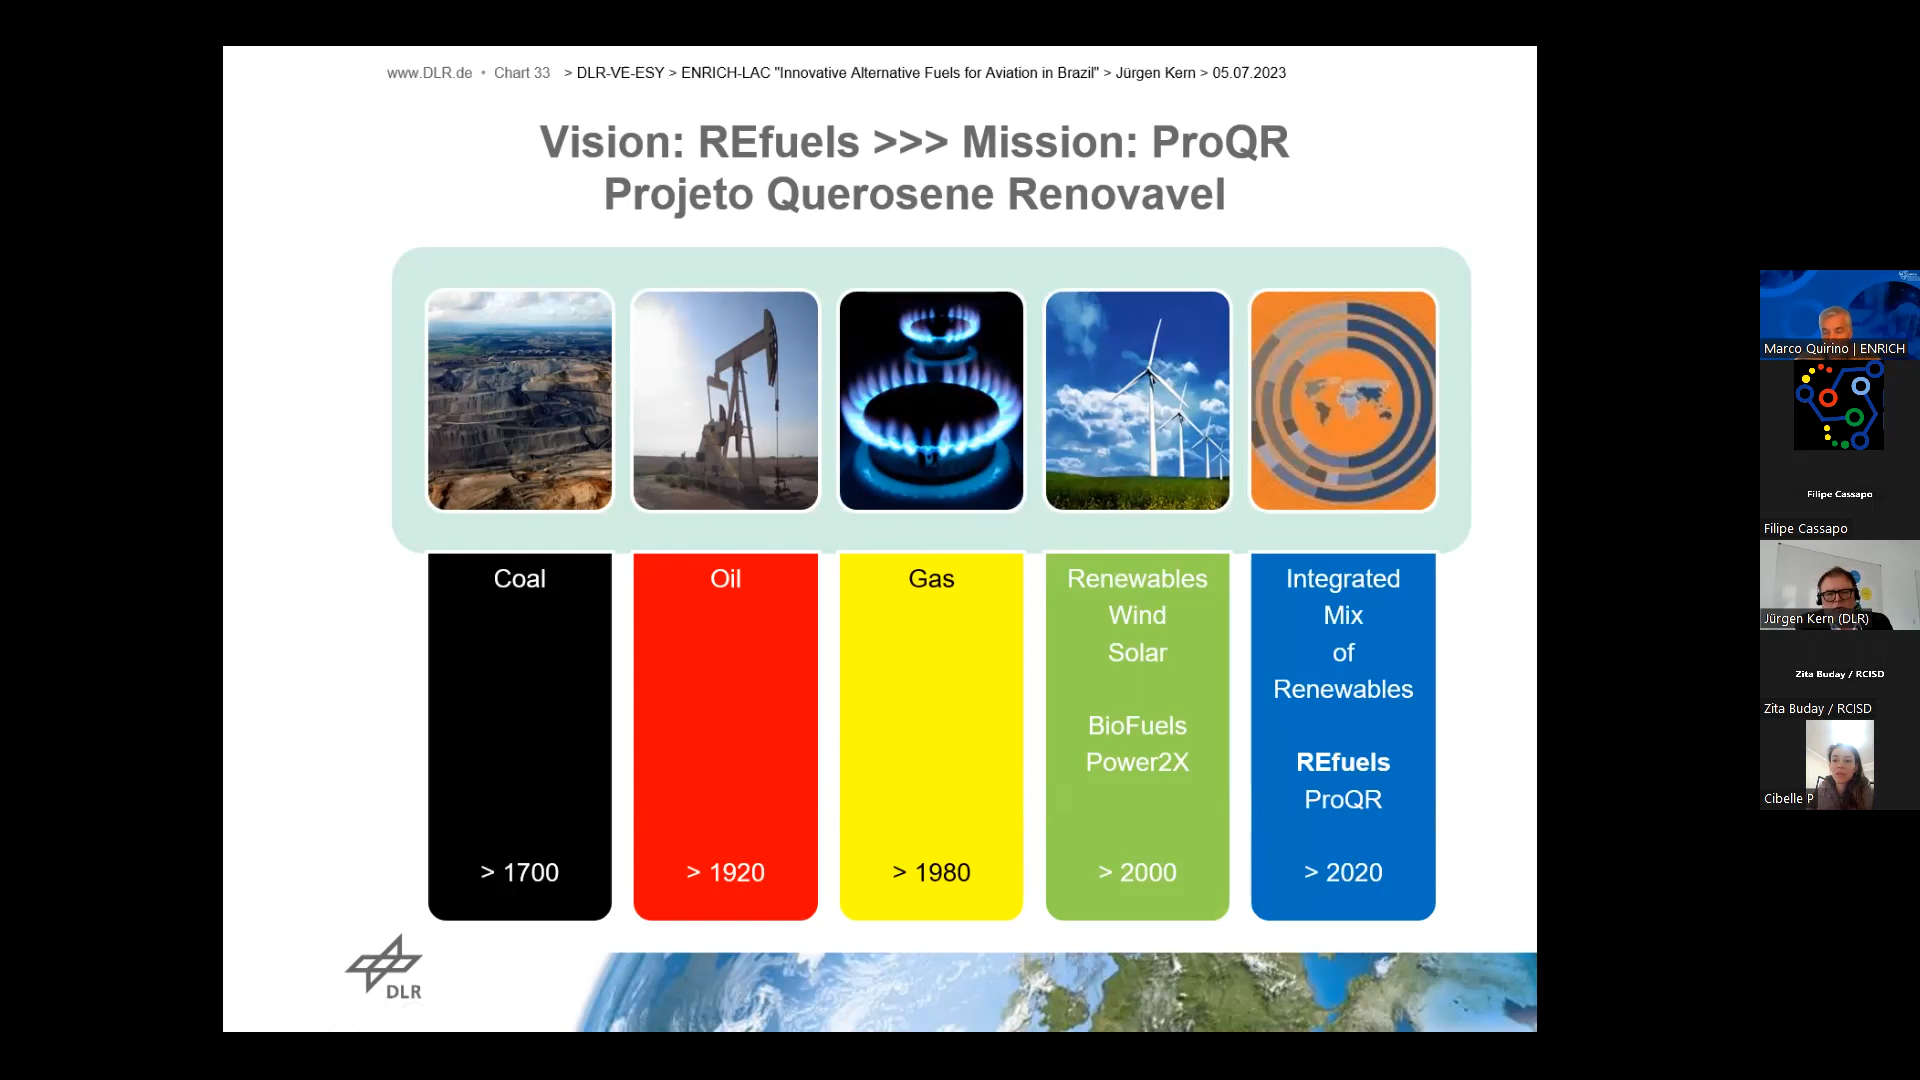 www.DLR.de • Chart 33 > DLR-VE-ESY > ENRICH-LAC "Innovative Alternative Fuels for Aviation in Brazil" > Jürgen Kern > 05.07.2023
Vision: REfuels >>> Mission: ProQR
Projeto Querosene Renovavel
Coal
> 1700
Oil
> 1920
Gas
> 1980
Renewables
Wind
Solar
BioFuels
Power2X
> 2000
Integrated
Mix
of
Renewables
REfuels
ProQR
> 2020
DLR
Marco Quirino | ENRICH
Filipe Cassapo
Filipe Cassapo
Jürgen Kern (DLR)
Zita Buday / RCISD
Zita Buday / RCISD
Cibelle P